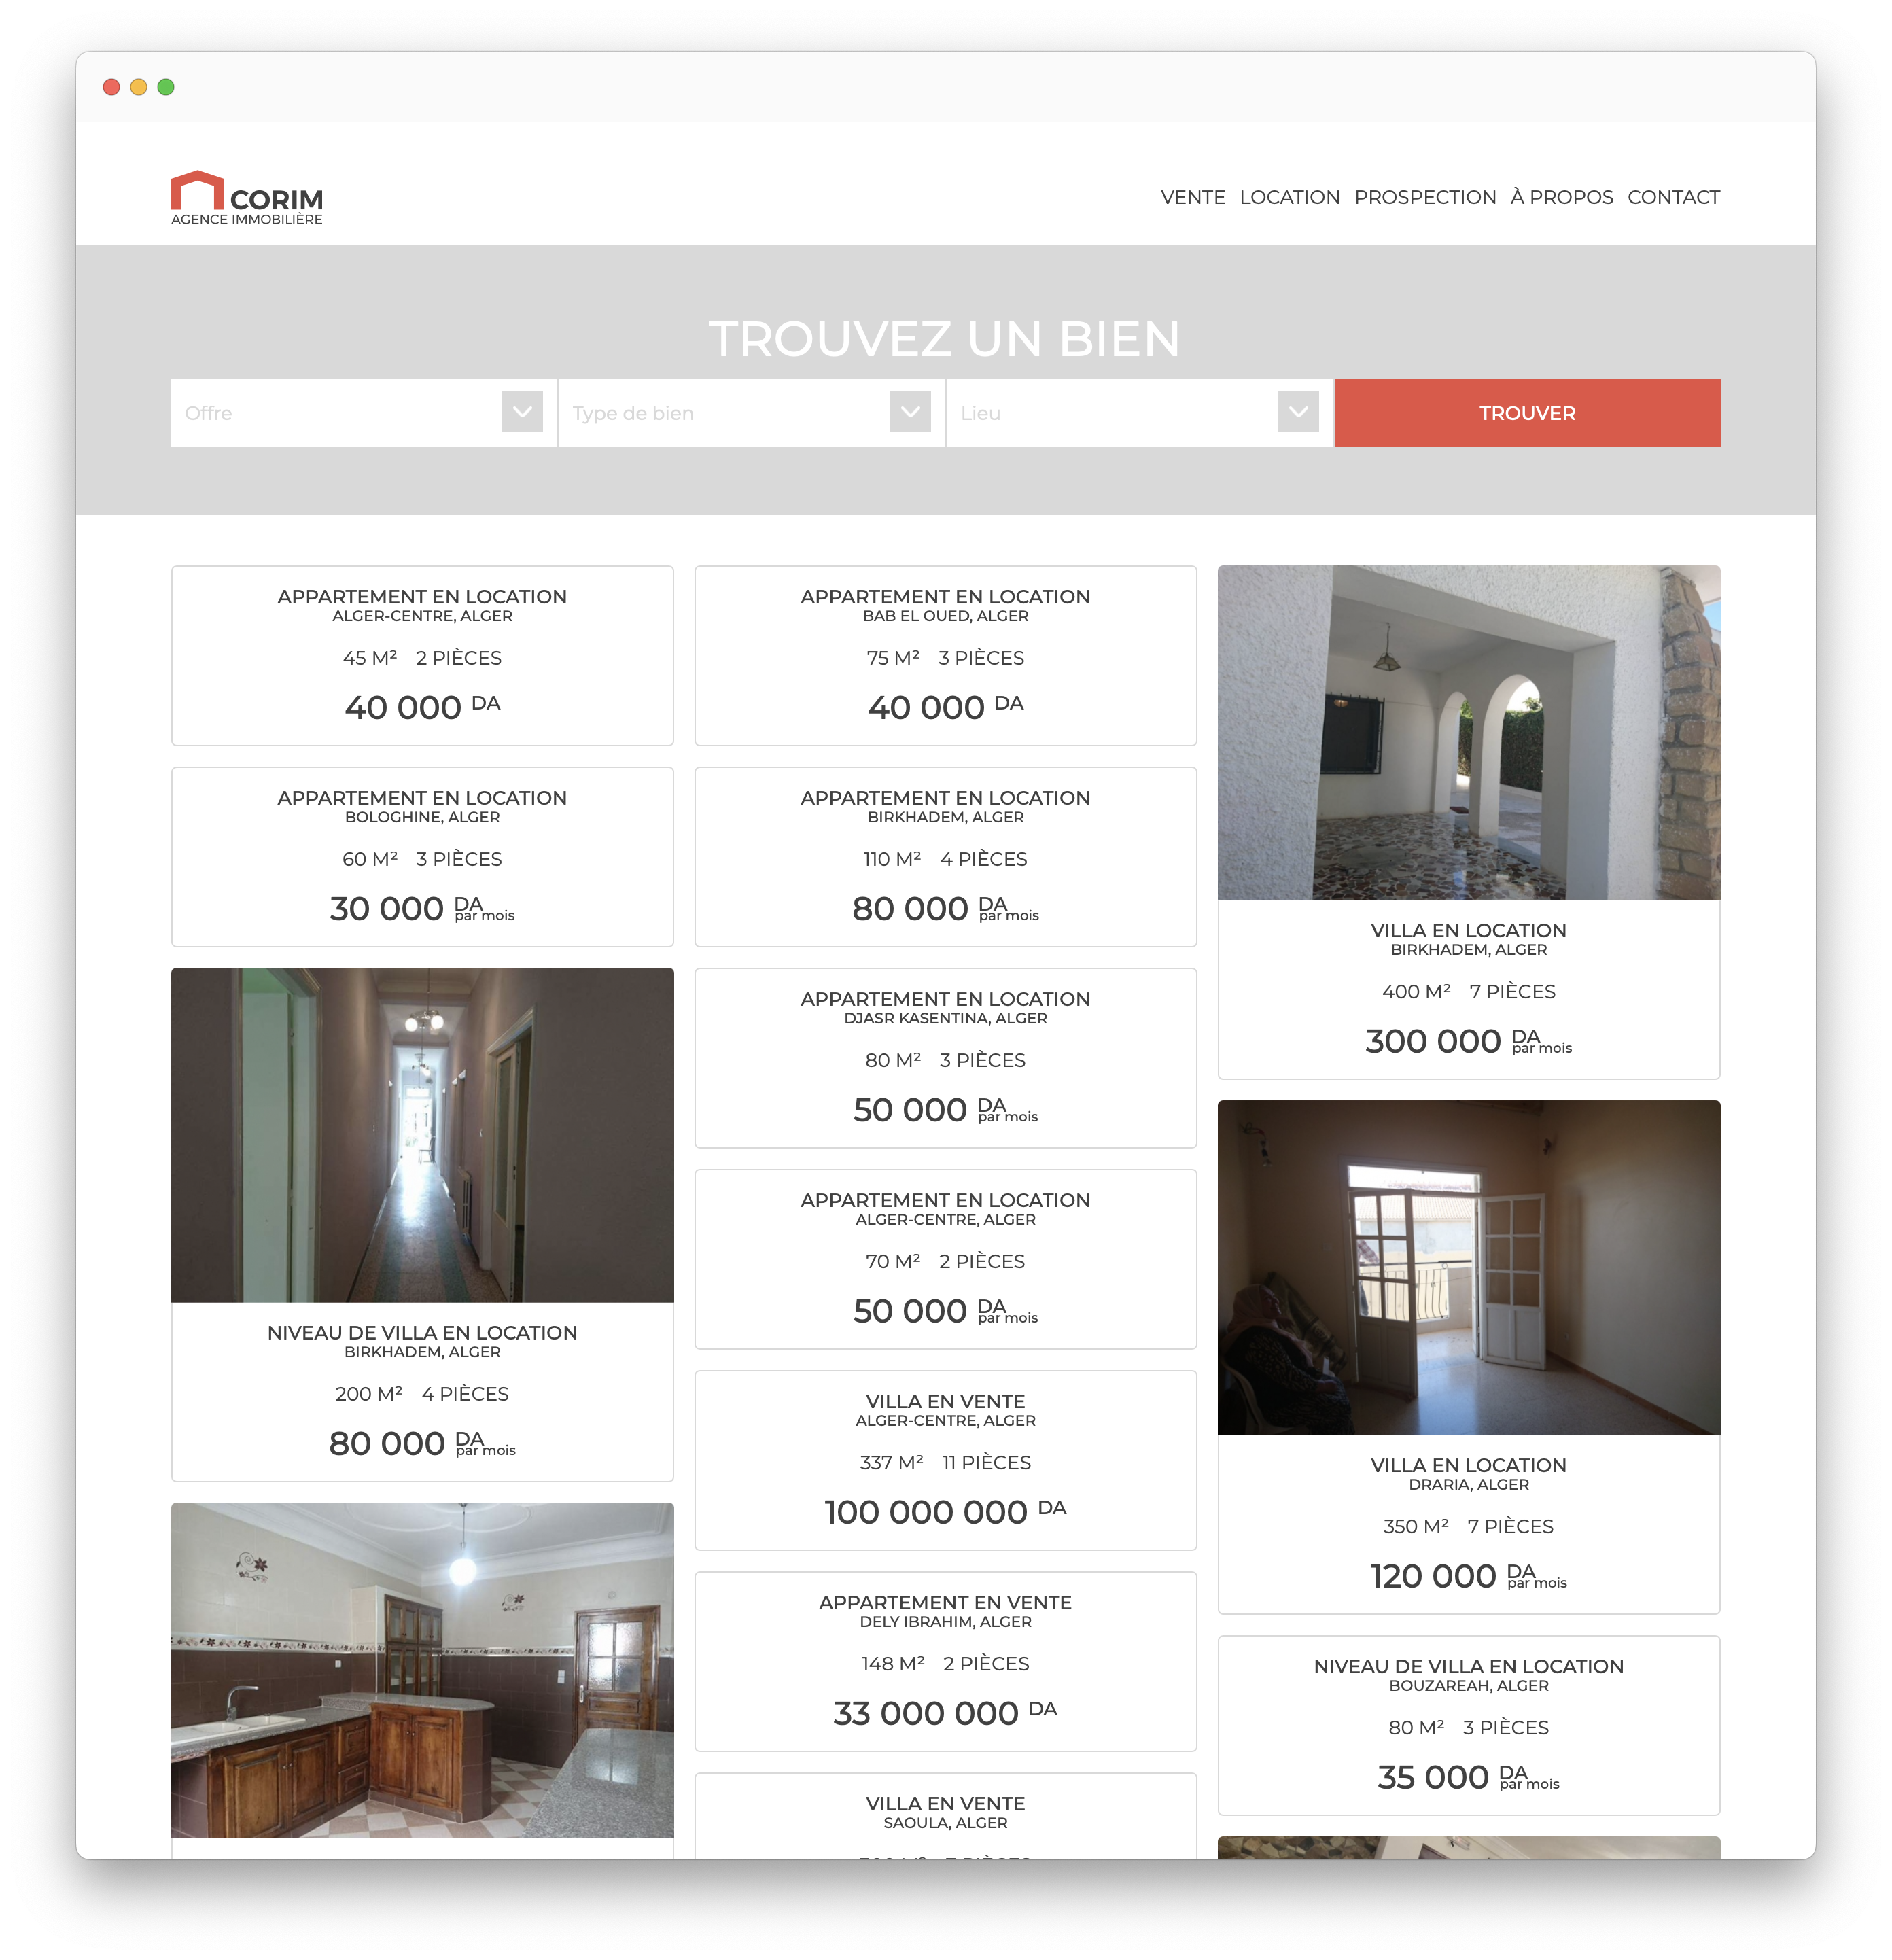 CORIM
AGENCE IMMOBILIÈRE
VENTE LOCATION PROSPECTION À PROPOS CONTACT
TROUVEZ UN BIEN
Offre
Type de bien
Lieu
TROUVER
APPARTEMENT EN LOCATION
ALGER-CENTRE, ALGER
45 M² 2 PIÈCES
40 000 DA
APPARTEMENT EN LOCATION
BOLOGHINE, ALGER
60 M² 3 PIÈCES
30 000 DA par mois
NIVEAU DE VILLA EN LOCATION
BIRKHADEM, ALGER
200 M² 4 PIÈCES
80 000 DA par mois
APPARTEMENT EN LOCATION
BAB EL OUED, ALGER
75 M² 3 PIÈCES
40 000 DA
APPARTEMENT EN LOCATION
BIRKHADEM, ALGER
110 M² 4 PIÈCES
80 000 DA par mois
APPARTEMENT EN LOCATION
DJASR KASENTINA, ALGER
80 M² 3 PIÈCES
50 000 DA par mois
APPARTEMENT EN LOCATION
ALGER-CENTRE, ALGER
70 M² 2 PIÈCES
50 000 DA par mois
VILLA EN VENTE
ALGER-CENTRE, ALGER
337 M² 11 PIÈCES
100 000 000 DA
APPARTEMENT EN VENTE
DELY IBRAHIM, ALGER
148 M² 2 PIÈCES
33 000 000 DA
VILLA EN VENTE
SAOULA, ALGER
VILLA EN LOCATION
BIRKHADEM, ALGER
400 M² 7 PIÈCES
300 000 DA par mois
VILLA EN LOCATION
DRARIA, ALGER
350 M² 7 PIÈCES
120 000 DA par mois
NIVEAU DE VILLA EN LOCATION
BOUZAREAH, ALGER
80 M² 3 PIÈCES
35 000 DA par mois